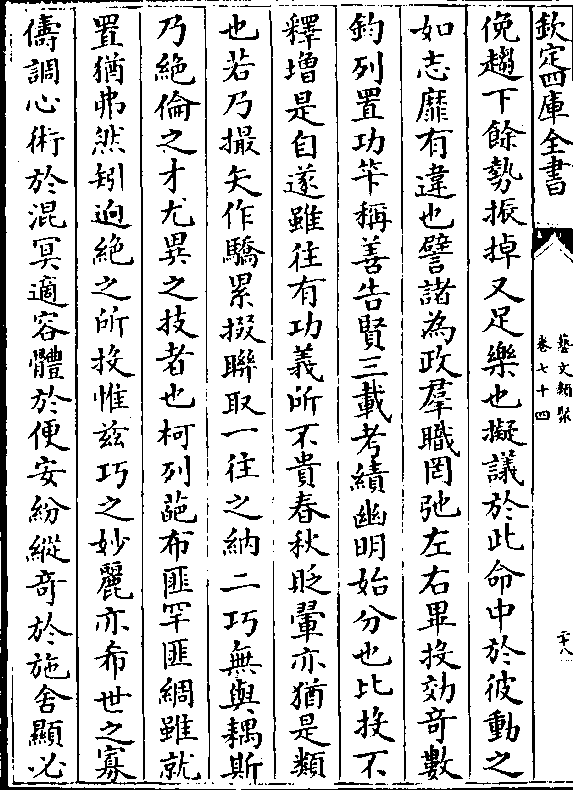 欽定四庫全書
藝文類聚
卷七十四
二十八
俛趨下餘勢振掉又足樂也擬議於此命中於彼動之
如志靡有違也譬諸為政羣職罔弛左右畢投効奇數
鈞列置功筭稱善告賢三載考績幽明始分也比投不
釋増是自遂雖往有功義所不貴春秋貶翬亦猶是類
也若乃撮矢作驕累掇聯取一往之納二巧無與耦斯
乃絶倫之才尤異之技者也柯列葩布匪罕匪綢雖就
置猶弗然矧迥絶之所投惟兹巧之妙麗亦希世之寡
儔調心術於混冥適容體於便安紛縱奇於施舍顯必